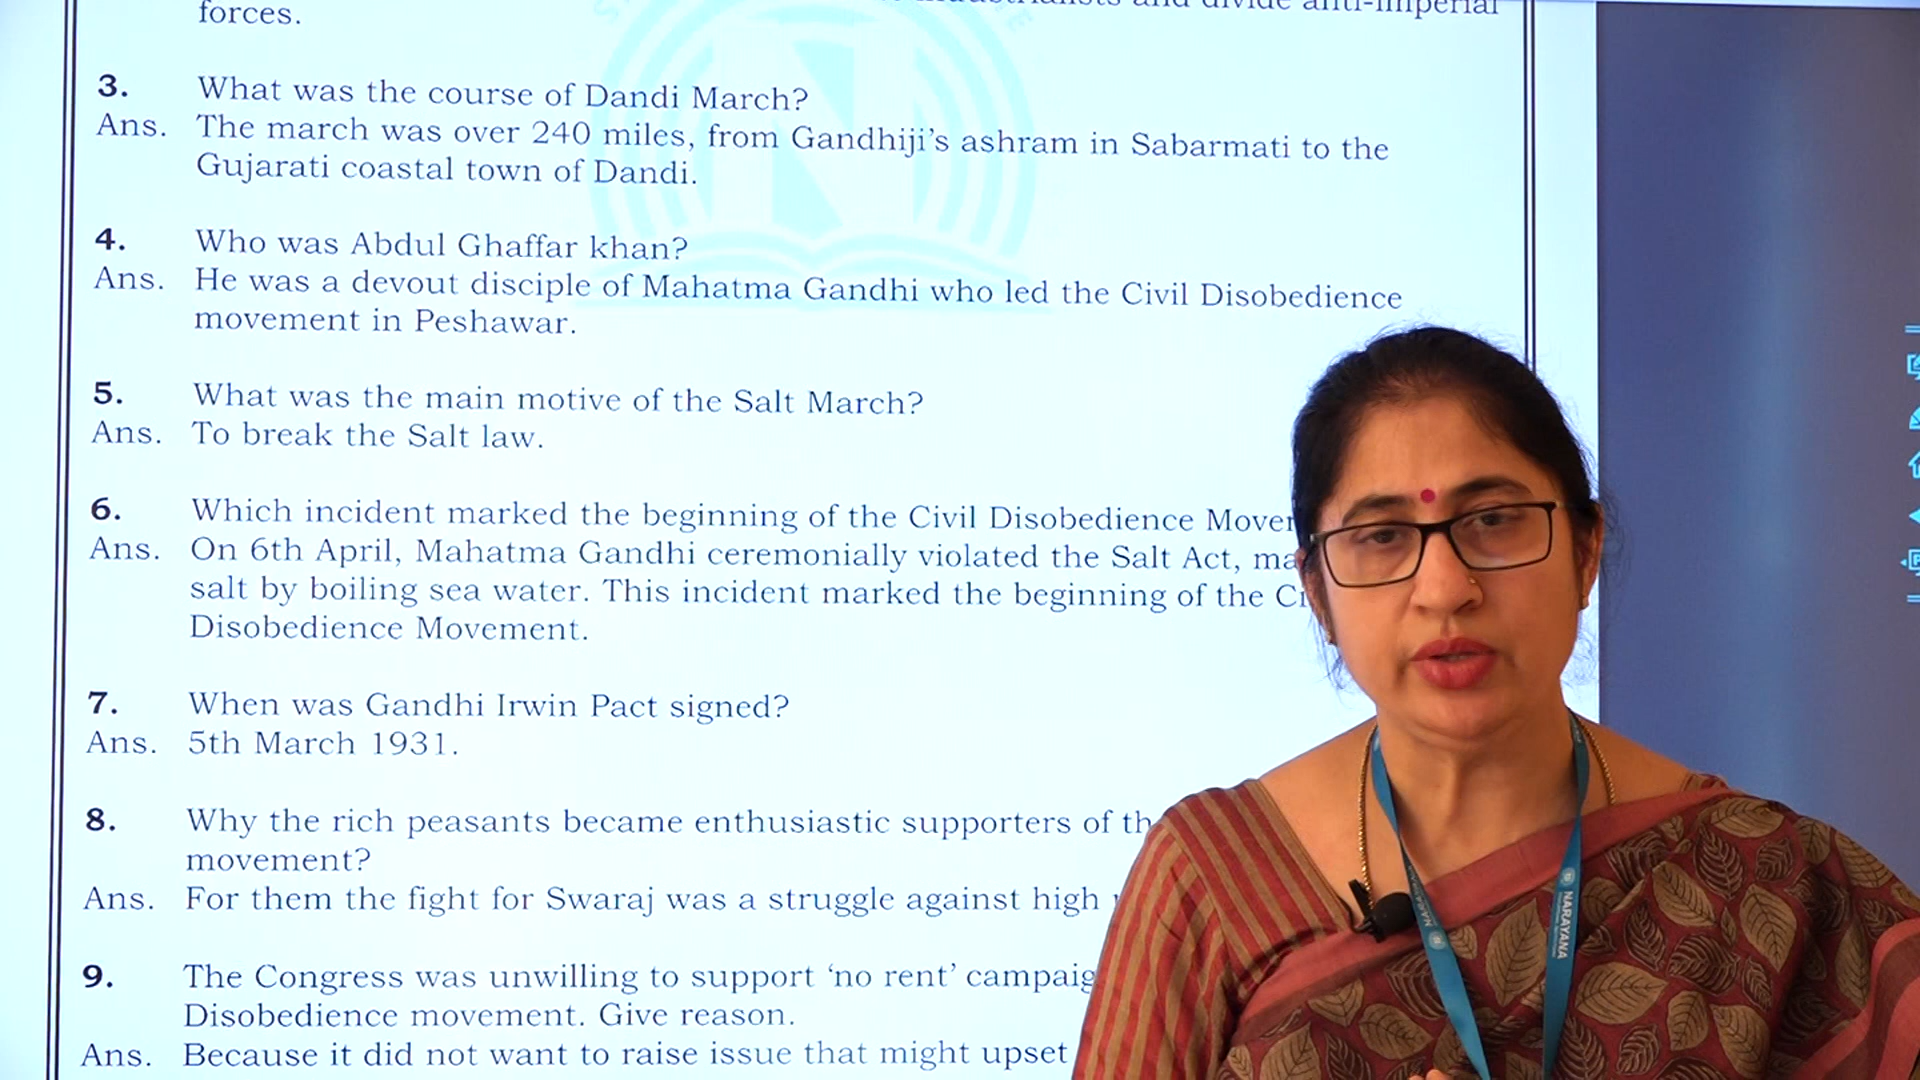 industrialists and divide anti-imperial
forces.
3. What was the course of Dandi March?
Ans. The march was over 240 miles, from Gandhiji's ashram in Sabarmati to the
Gujarati coastal town of Dandi.
4. Who was Abdul Ghaffar khan?
Ans. He was a devout disciple of Mahatma Gandhi who led the Civil Disobedience
movement in Peshawar.
5. What was the main motive of the Salt March?
Ans. To break the Salt law.
6. Which incident marked the beginning of the Civil Disobedience
Ans. On 6th April, Mahatma Gandhi ceremonially violated the Salt Act,
salt by boiling sea water. This incident marked the beginning of the
Disobedience Movement.
7. When was Gandhi Irwin Pact signed?
Ans. 5th March 1931.
8. Why the rich peasants became enthusiastic supporters of
movement?
Ans. For them the fight for Swaraj was a struggle against high
9. The Congress was unwilling to support 'no rent'
Disobedience movement. Give reason.
Ans. Because it did not want to raise issue that might upset
NARAYANA